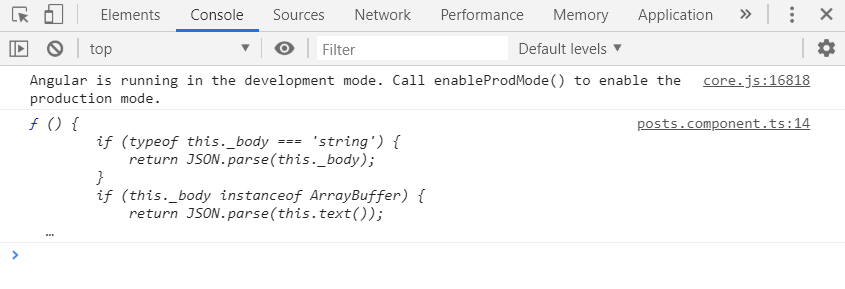 Elements Console Sources Network Performance Memory Application »
top ▼ Filter Default levels ▼
Angular is running in the development mode. Call enableProdMode() to enable the core.js:16818
production mode.
ƒ () { posts.component.ts:14
if (typeof this._body === 'string') {
return JSON.parse(this._body);
}
if (this._body instanceof ArrayBuffer) {
return JSON.parse(this.text());
…
>